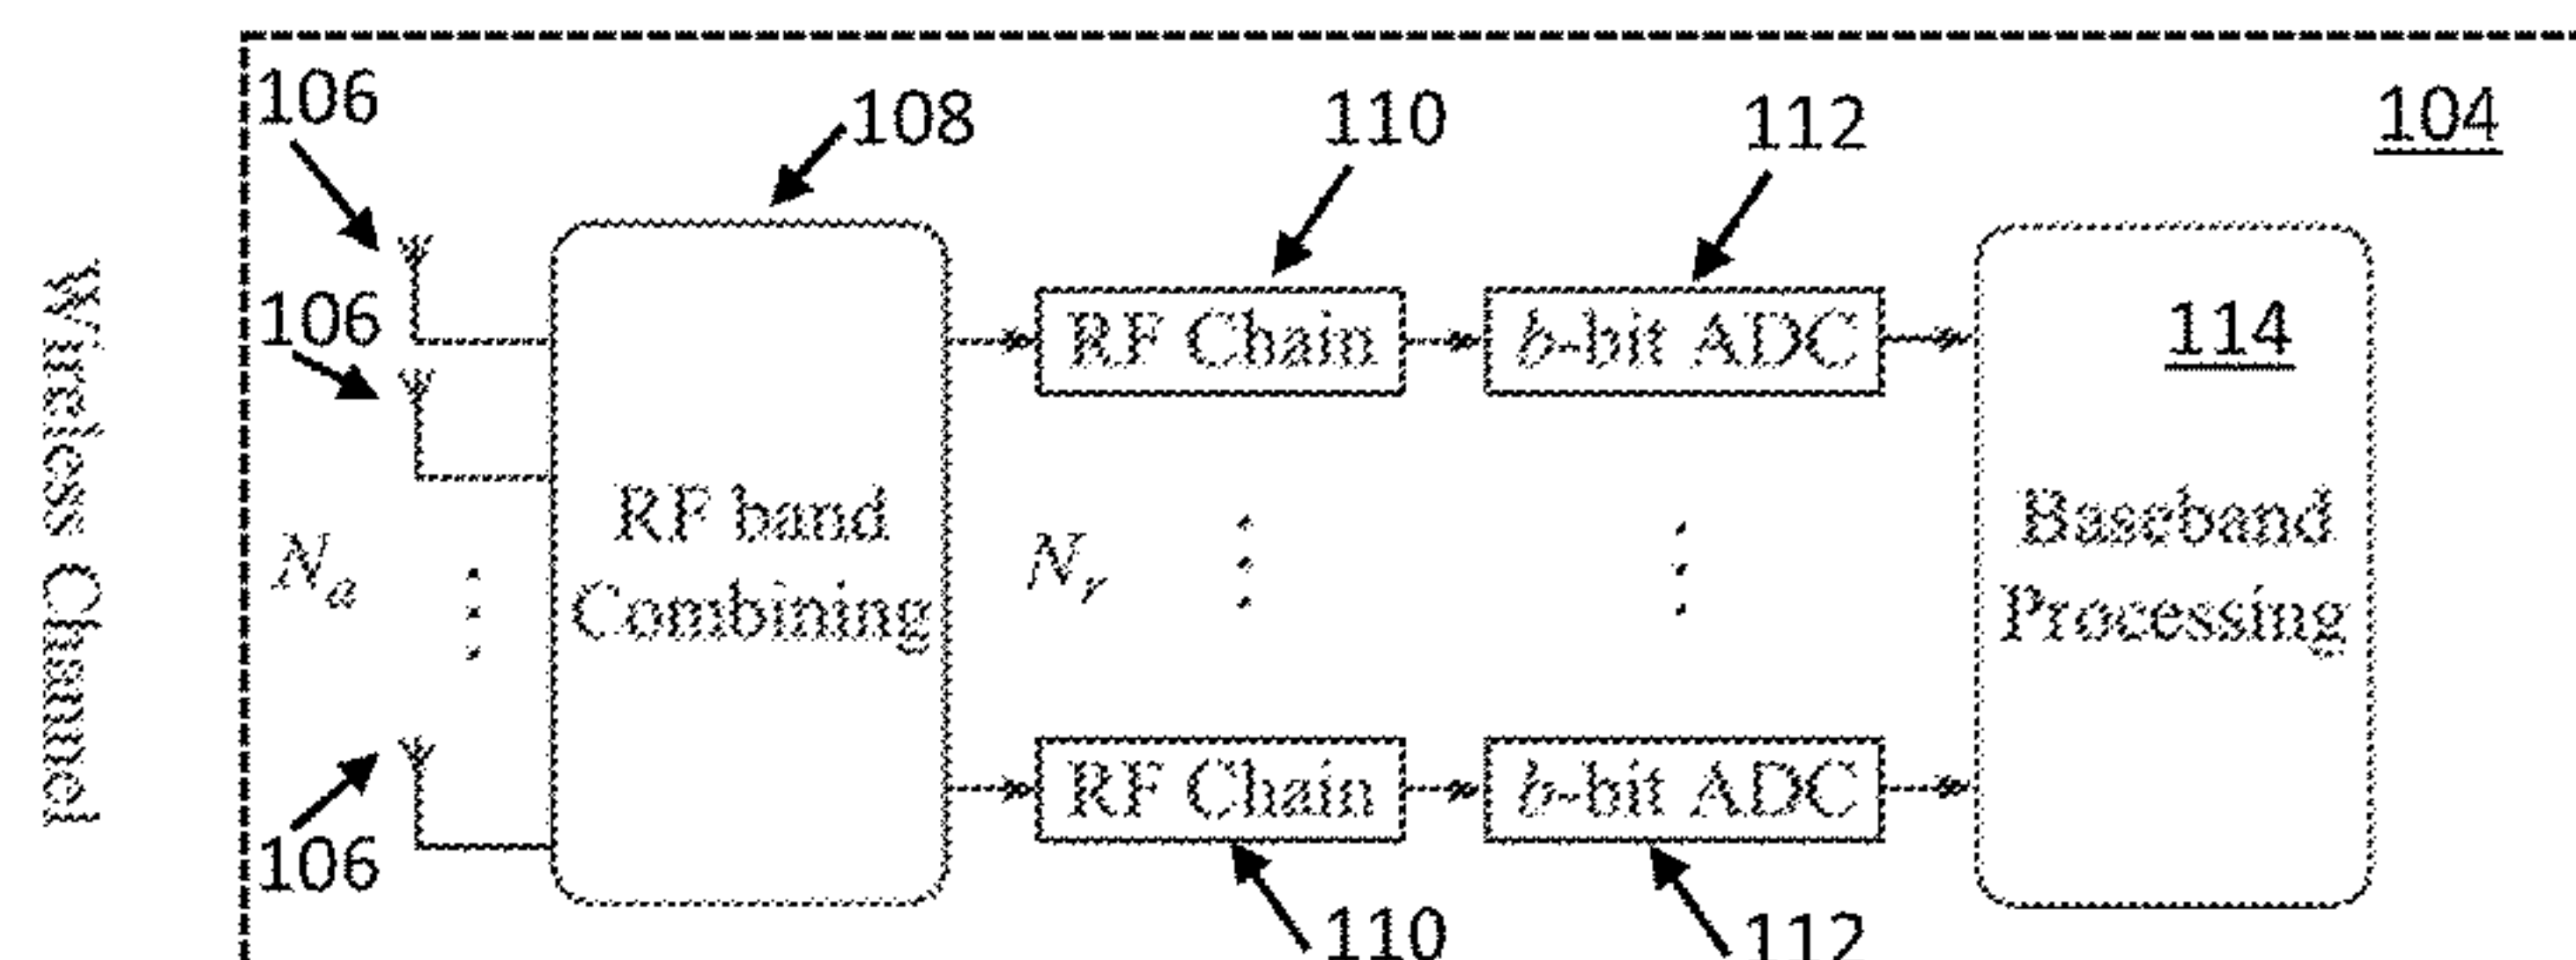 106
108
110
112
104
Wireless Channel
106
RF Chain
b-bit ADC
114
RF band
Combining
N_a
N_r
Baseband
Processing
RF Chain
b-bit ADC
106
110
112